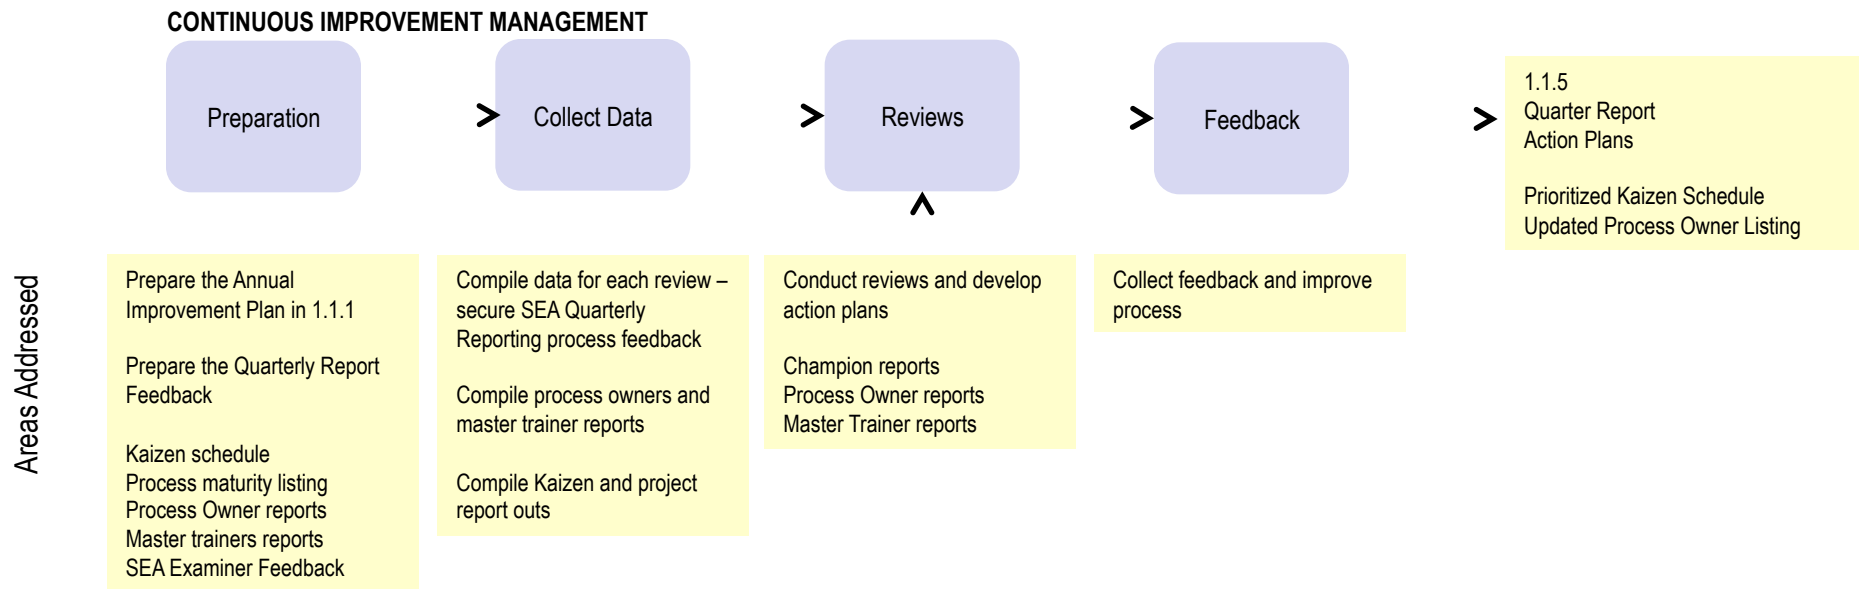 CONTINUOUS IMPROVEMENT MANAGEMENT
Preparation
Collect Data
Reviews
Feedback
1.1.5
Quarter Report
Action Plans
Prioritized Kaizen Schedule
Updated Process Owner Listing
Areas Addressed
Prepare the Annual
Improvement Plan in 1.1.1
Prepare the Quarterly Report
Feedback
Kaizen schedule
Process maturity listing
Process Owner reports
Master trainers reports
SEA Examiner Feedback
Compile data for each review –
secure SEA Quarterly
Reporting process feedback
Compile process owners and
master trainer reports
Compile Kaizen and project
report outs
Conduct reviews and develop
action plans
Champion reports
Process Owner reports
Master Trainer reports
Collect feedback and improve
process